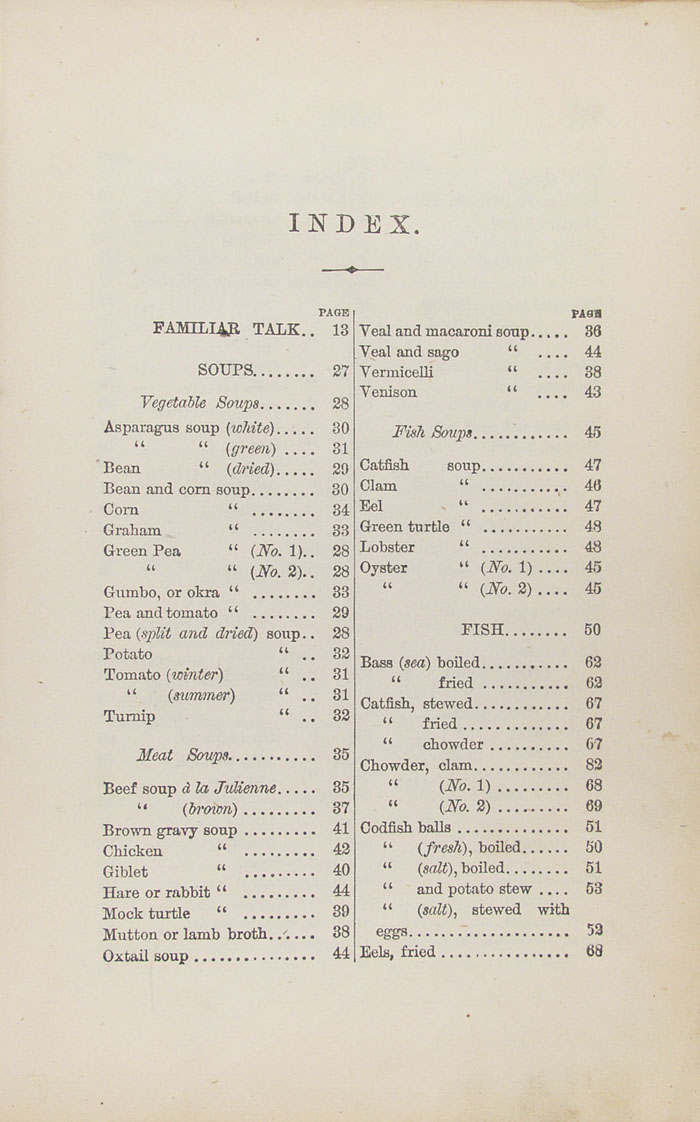 INDEX.
PAGE
FAMILIAR TALK.. 13
SOUPS........ 27
Vegetable Soups....... 28
Asparagus soup (white)..... 30
“ “ (green) .... 31
Bean “ (dried)..... 29
Bean and corn soup........ 30
Corn “ ........ 34
Graham “ ........ 33
Green Pea “ (No. 1).. 28
“ “ (No. 2).. 28
Gumbo, or okra “ ........ 33
Pea and tomato “ ........ 29
Pea (split and dried) soup.. 28
Potato “ .. 32
Tomato (winter) “ .. 31
“ (summer) “ .. 31
Turnip “ .. 32
Meat Soups........... 35
Beef soup à la Julienne..... 35
“ (brown) ......... 37
Brown gravy soup ......... 41
Chicken “ ......... 42
Giblet “ ......... 40
Hare or rabbit “ ......... 44
Mock turtle “ ......... 39
Mutton or lamb broth...... 38
Oxtail soup ............... 44
PAGE
Veal and macaroni soup..... 36
Veal and sago “ .... 44
Vermicelli “ .... 38
Venison “ .... 43
Fish Soups............ 45
Catfish soup........... 47
Clam “ ........... 46
Eel “ ........... 47
Green turtle “ ........... 48
Lobster “ ........... 48
Oyster “ (No. 1) .... 45
“ “ (No. 2) .... 45
FISH........ 50
Bass (sea) boiled........... 62
“ fried ........... 62
Catfish, stewed............ 67
“ fried ............. 67
“ chowder .......... 67
Chowder, clam............ 82
“ (No. 1) ......... 68
“ (No. 2) ......... 69
Codfish balls .............. 51
“ (fresh), boiled...... 50
“ (salt), boiled........ 51
“ and potato stew .... 53
“ (salt), stewed with
eggs.................... 52
Eels, fried ................ 68